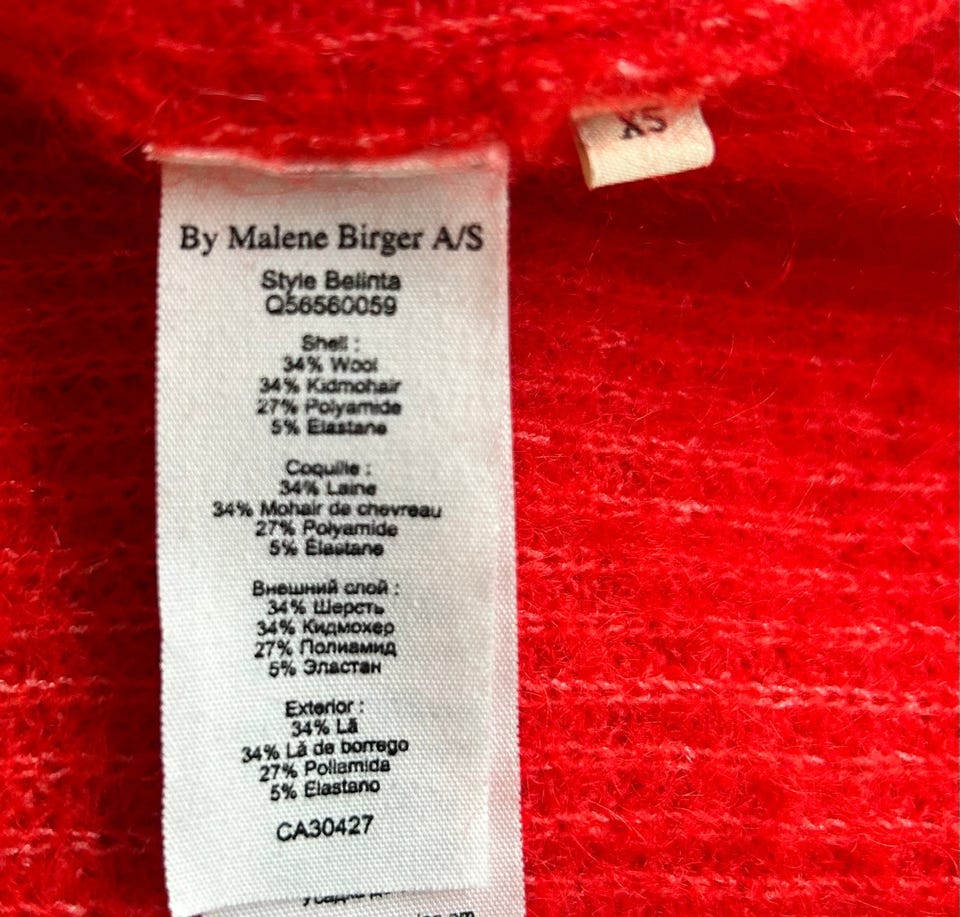 XS
By Malene Birger A/S
Style Belinta
Q56560059
Shell :
34% Wool
34% Kidmohair
27% Polyamide
5% Elastane
Coquille :
34% Laine
34% Mohair de chevreau
27% Polyamide
5% Élastane
Внешний слой :
34% Шерсть
34% Кидмохер
27% Полиамид
5% Эластан
Exterior :
34% Lã
34% Lã de borrego
27% Poliamida
5% Elastano
CA30427